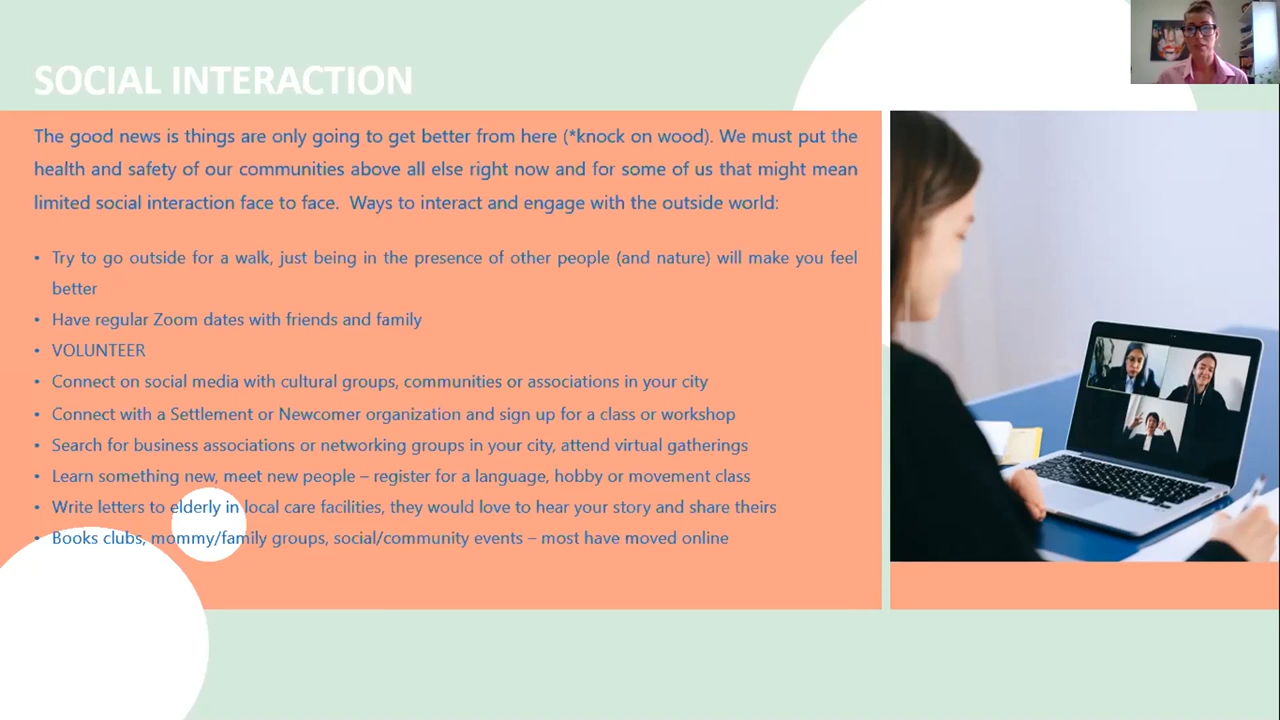 SOCIAL INTERACTION
The good news is things are only going to get better from here (*knock on wood). We must put the
health and safety of our communities above all else right now and for some of us that might mean
limited social interaction face to face. Ways to interact and engage with the outside world:
• Try to go outside for a walk, just being in the presence of other people (and nature) will make you feel
better
• Have regular Zoom dates with friends and family
• VOLUNTEER
• Connect on social media with cultural groups, communities or associations in your city
• Connect with a Settlement or Newcomer organization and sign up for a class or workshop
• Search for business associations or networking groups in your city, attend virtual gatherings
• Learn something new, meet new people – register for a language, hobby or movement class
• Write letters to elderly in local care facilities, they would love to hear your story and share theirs
• Books clubs, mommy/family groups, social/community events – most have moved online